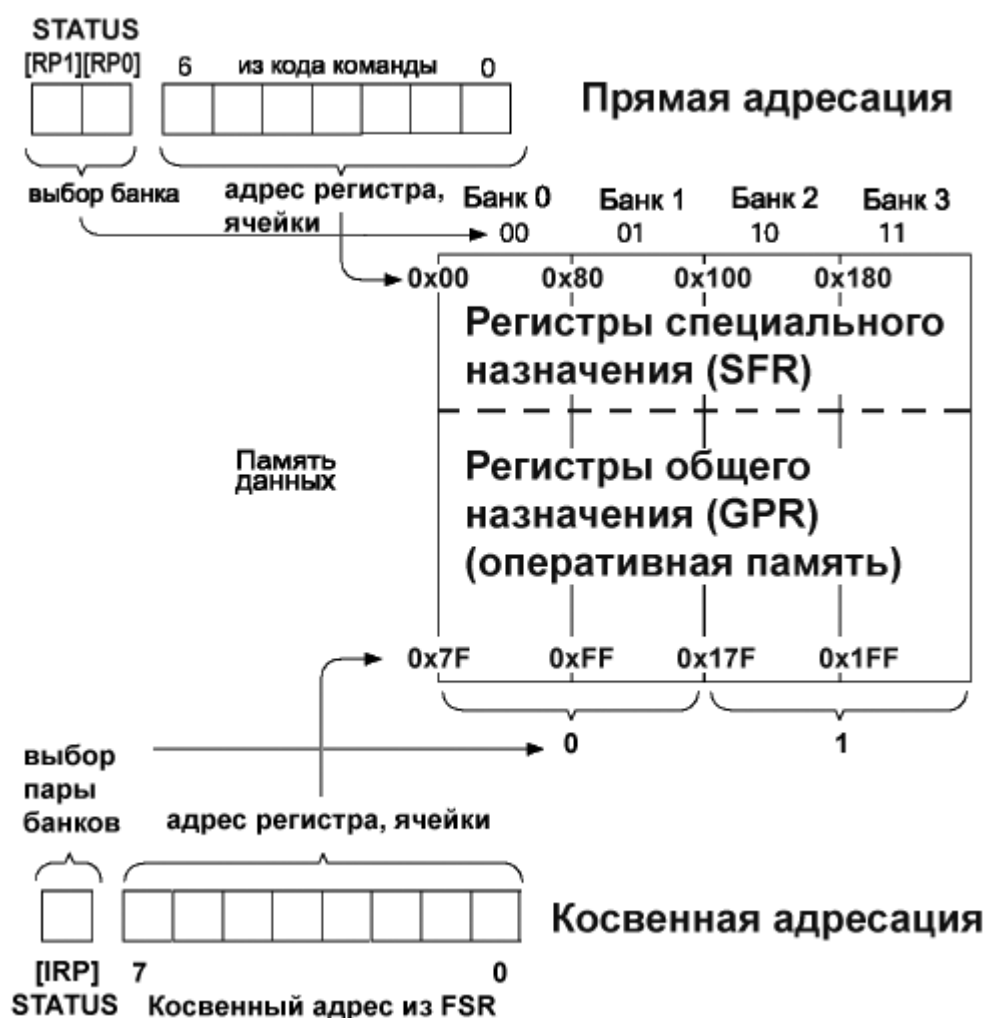 STATUS
[RP1][RP0] 6 из кода команды 0
Прямая адресация
выбор банка
адрес регистра,
ячейки
Банк 0 Банк 1 Банк 2 Банк 3
00 01 10 11
0x00 0x80 0x100 0x180
Регистры специального
назначения (SFR)
Память
данных
Регистры общего
назначения (GPR)
(оперативная память)
0x7F 0xFF 0x17F 0x1FF
0 1
выбор
пары
банков
адрес регистра, ячейки
Косвенная адресация
[IRP] 7 0
STATUS Косвенный адрес из FSR